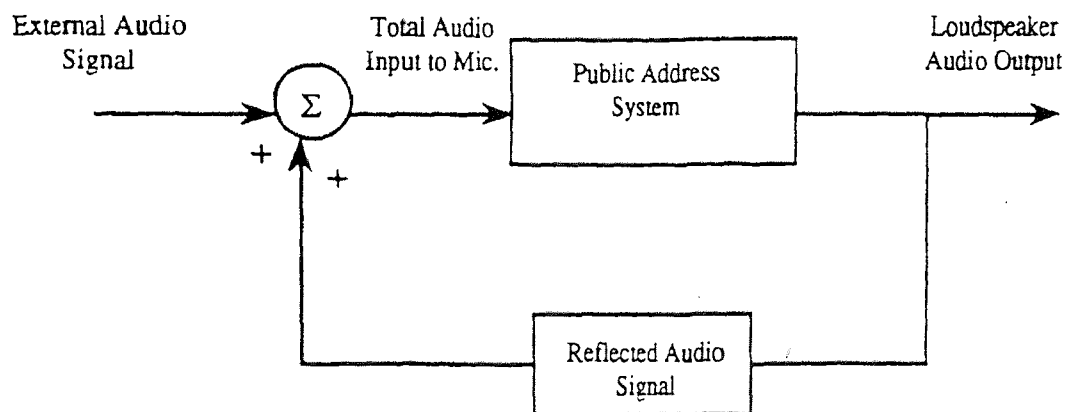 External Audio
Signal
Total Audio
Input to Mic.
Public Address
System
Loudspeaker
Audio Output
Σ
+
+
Reflected Audio
Signal